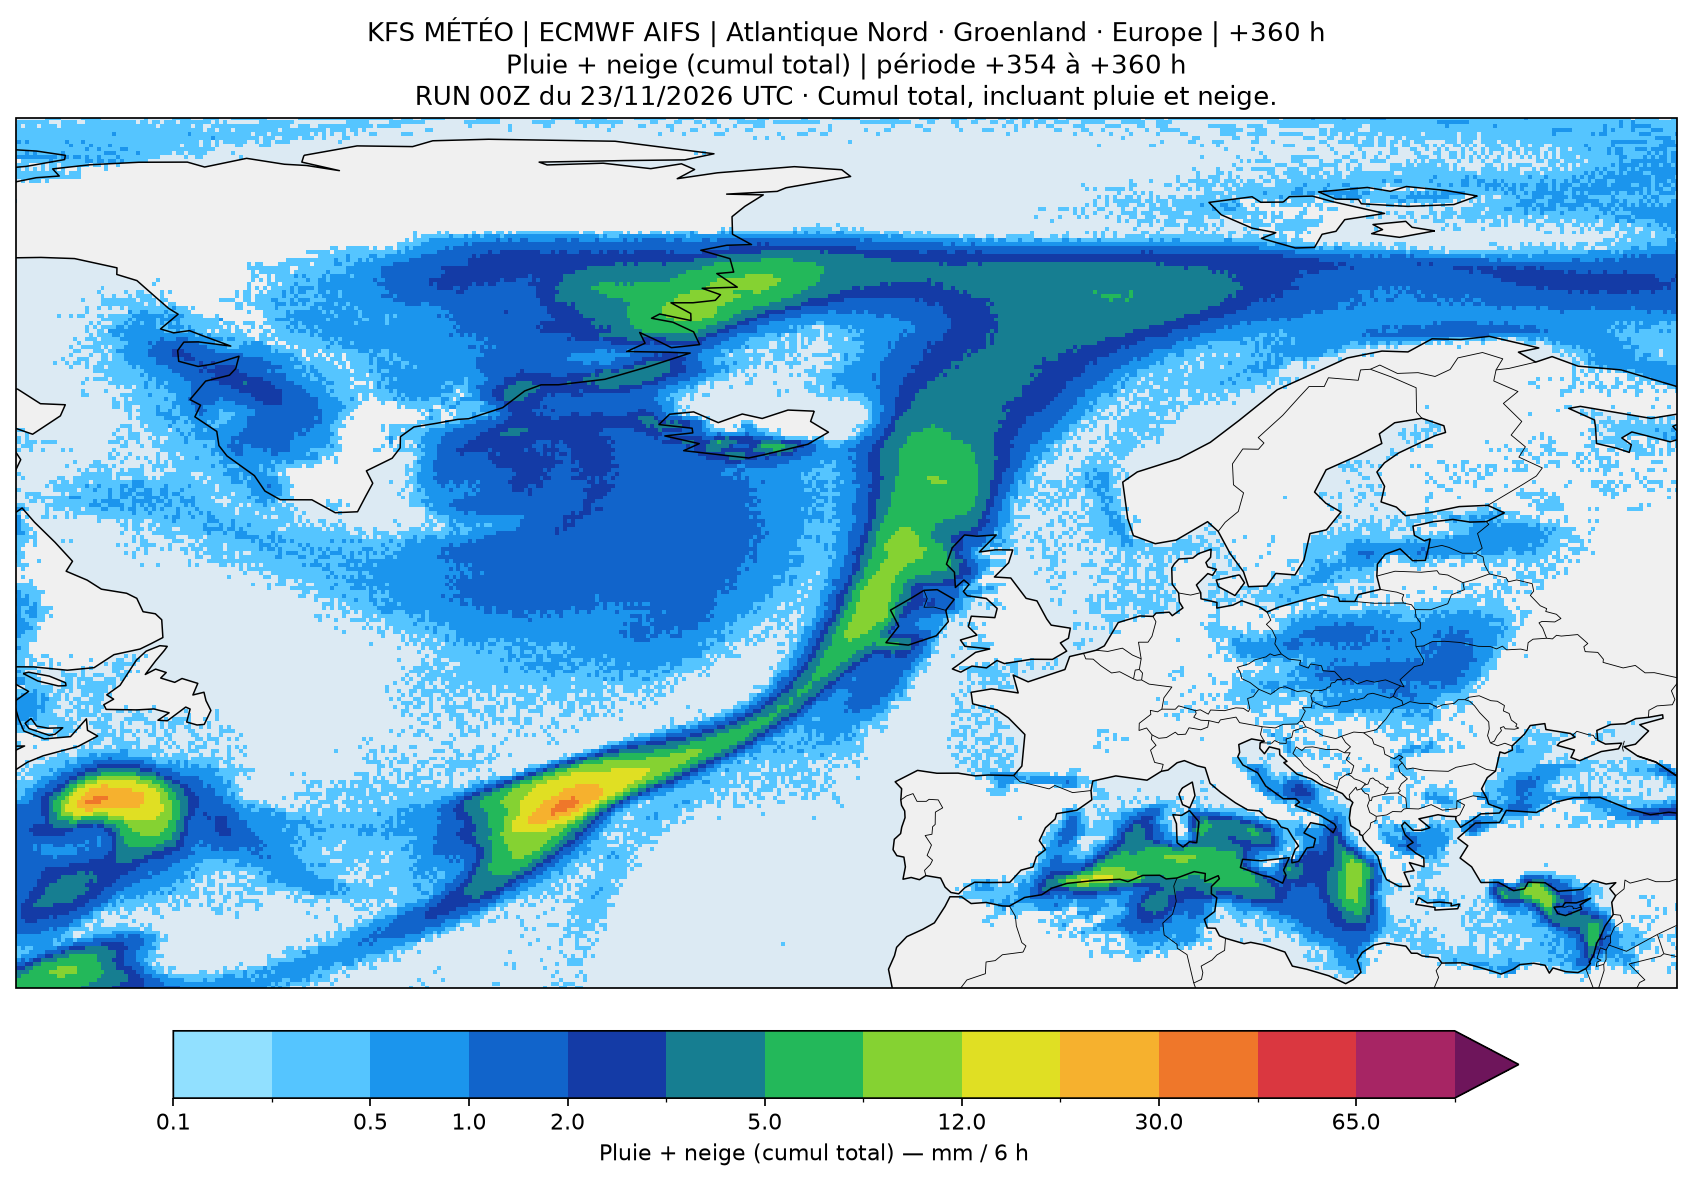 KFS MÉTÉO | ECMWF AIFS | Atlantique Nord · Groenland · Europe | +360 h
Pluie + neige (cumul total) | période +354 à +360 h
RUN 00Z du 23/11/2026 UTC · Cumul total, incluant pluie et neige.
0.1 0.5 1.0 2.0 5.0 12.0 30.0 65.0
Pluie + neige (cumul total) — mm / 6 h